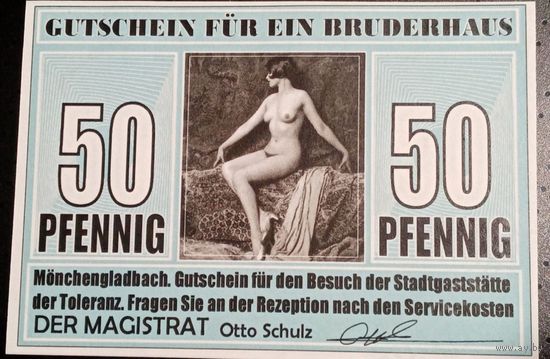 GUTSCHEIN FÜR EIN BRUDERHAUS
50
PFENNIG
50
PFENNIG
Mönchengladbach. Gutschein für den Besuch der Stadtgaststätte
der Toleranz. Fragen Sie an der Rezeption nach den Servicekosten
DER MAGISTRAT Otto Schulz